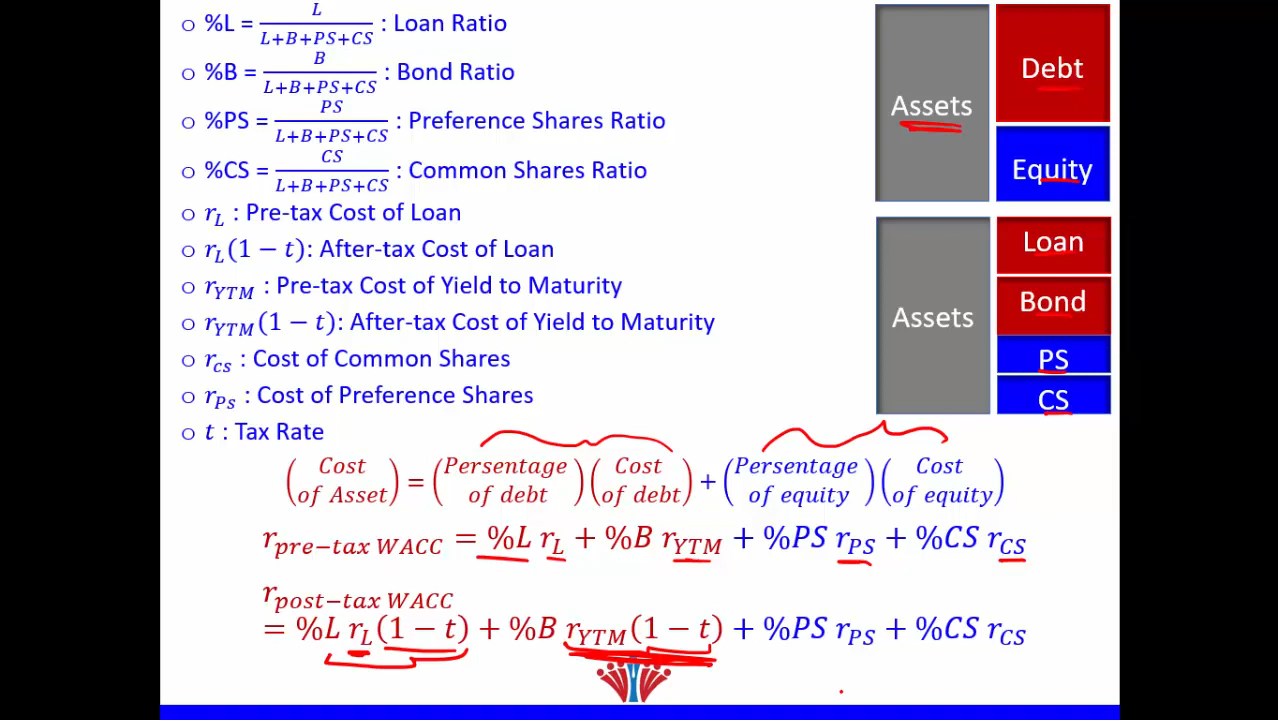 ○ %L = L / L+B+PS+CS : Loan Ratio
○ %B = B / L+B+PS+CS : Bond Ratio
○ %PS = PS / L+B+PS+CS : Preference Shares Ratio
○ %CS = CS / L+B+PS+CS : Common Shares Ratio
○ r_L : Pre-tax Cost of Loan
○ r_L(1 − t): After-tax Cost of Loan
○ r_YTM : Pre-tax Cost of Yield to Maturity
○ r_YTM(1 − t): After-tax Cost of Yield to Maturity
○ r_cs : Cost of Common Shares
○ r_Ps : Cost of Preference Shares
○ t : Tax Rate
Assets
Debt
Equity
Assets
Loan
Bond
PS
CS
(Cost of Asset) = (Persentage of debt)(Cost of debt) + (Persentage of equity)(Cost of equity)
r_pre−tax WACC = %L r_L + %B r_YTM + %PS r_PS + %CS r_CS
r_post−tax WACC
= %L r_L(1 − t) + %B r_YTM(1 − t) + %PS r_PS + %CS r_CS